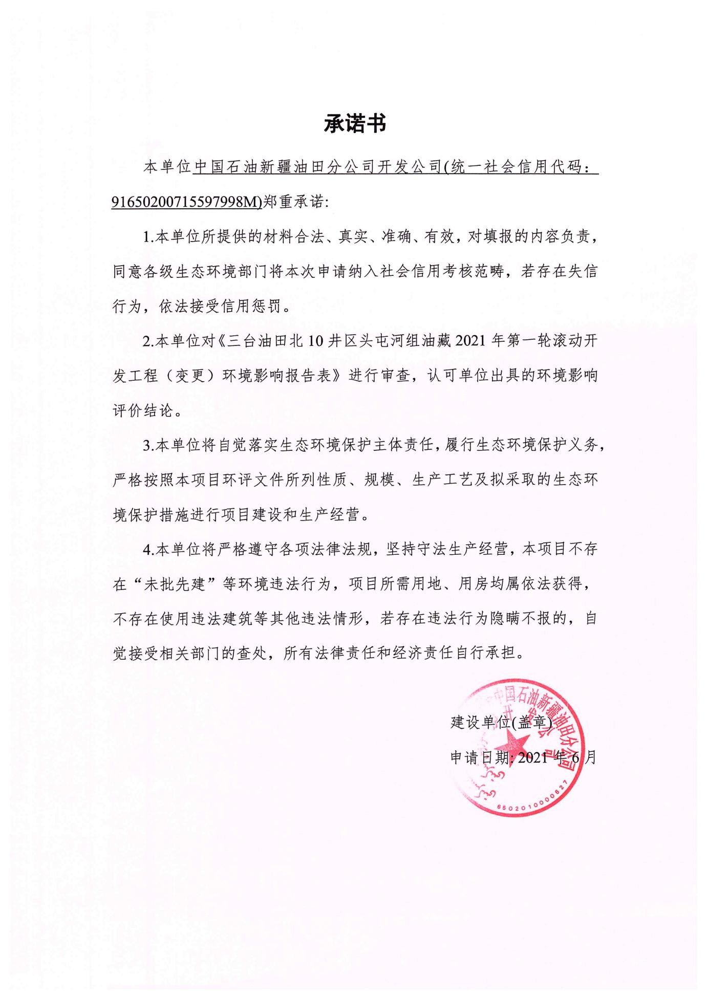 承诺书
本单位中国石油新疆油田分公司开发公司(统一社会信用代码：
91650200715597998M)郑重承诺:
1.本单位所提供的材料合法、真实、准确、有效，对填报的内容负责，
同意各级生态环境部门将本次申请纳入社会信用考核范畴，若存在失信
行为，依法接受信用惩罚。
2.本单位对《三台油田北 10 井区头屯河组油藏 2021 年第一轮滚动开
发工程（变更）环境影响报告表》进行审查，认可单位出具的环境影响
评价结论。
3.本单位将自觉落实生态环境保护主体责任，履行生态环境保护义务，
严格按照本项目环评文件所列性质、规模、生产工艺及拟采取的生态环
境保护措施进行项目建设和生产经营。
4.本单位将严格遵守各项法律法规，坚持守法生产经营，本项目不存
在“未批先建”等环境违法行为，项目所需用地、用房均属依法获得，
不存在使用违法建筑等其他违法情形，若存在违法行为隐瞒不报的，自
觉接受相关部门的查处，所有法律责任和经济责任自行承担。
建设单位(盖章)
申请日期: 2021 年 6 月
中国石油新疆油田分公司
开发公司
6502010000627